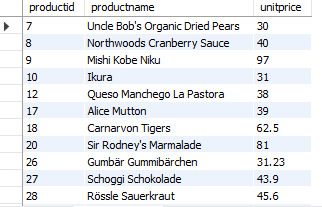 productid productname unitprice
7 Uncle Bob's Organic Dried Pears 30
8 Northwoods Cranberry Sauce 40
9 Mishi Kobe Niku 97
10 Ikura 31
12 Queso Manchego La Pastora 38
17 Alice Mutton 39
18 Carnarvon Tigers 62.5
20 Sir Rodney's Marmalade 81
26 Gumbär Gummibärchen 31.23
27 Schoggi Schokolade 43.9
28 Rössle Sauerkraut 45.6